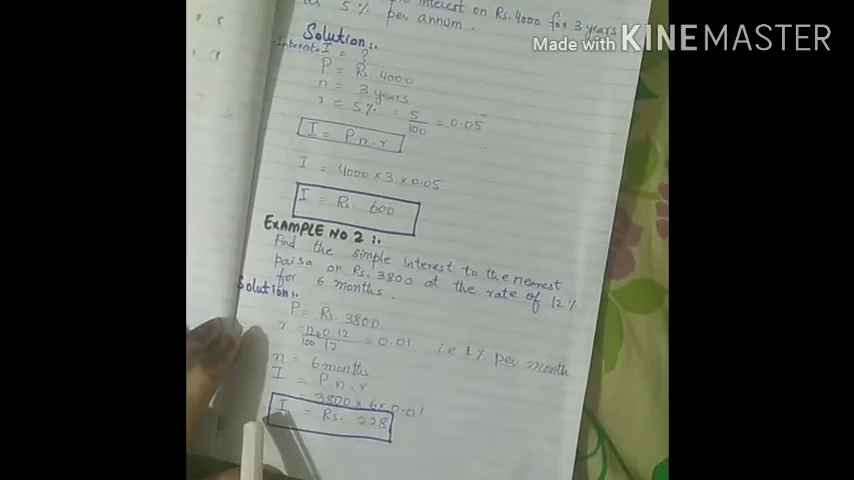 interest on Rs. 4000 for 3 years
5% per annum.
Made with KINEMASTER
Solution:-
Interest I = ?
P = Rs. 4000
n = 3 years
r = 5% = 5/100 = 0.05
I = P.n.r
I = 4000 × 3 × 0.05
I = Rs. 600
EXAMPLE NO 2 :-
Find the simple interest to the nearest
paisa on Rs. 3800 at the rate of 12%
for 6 months.
Solution:-
P = Rs. 3800
r = 0.12/12 = 0.01 i.e 1% per month
n = 6 months
I = P.n.r
= 3800 × 6 × 0.01
I = Rs. 228